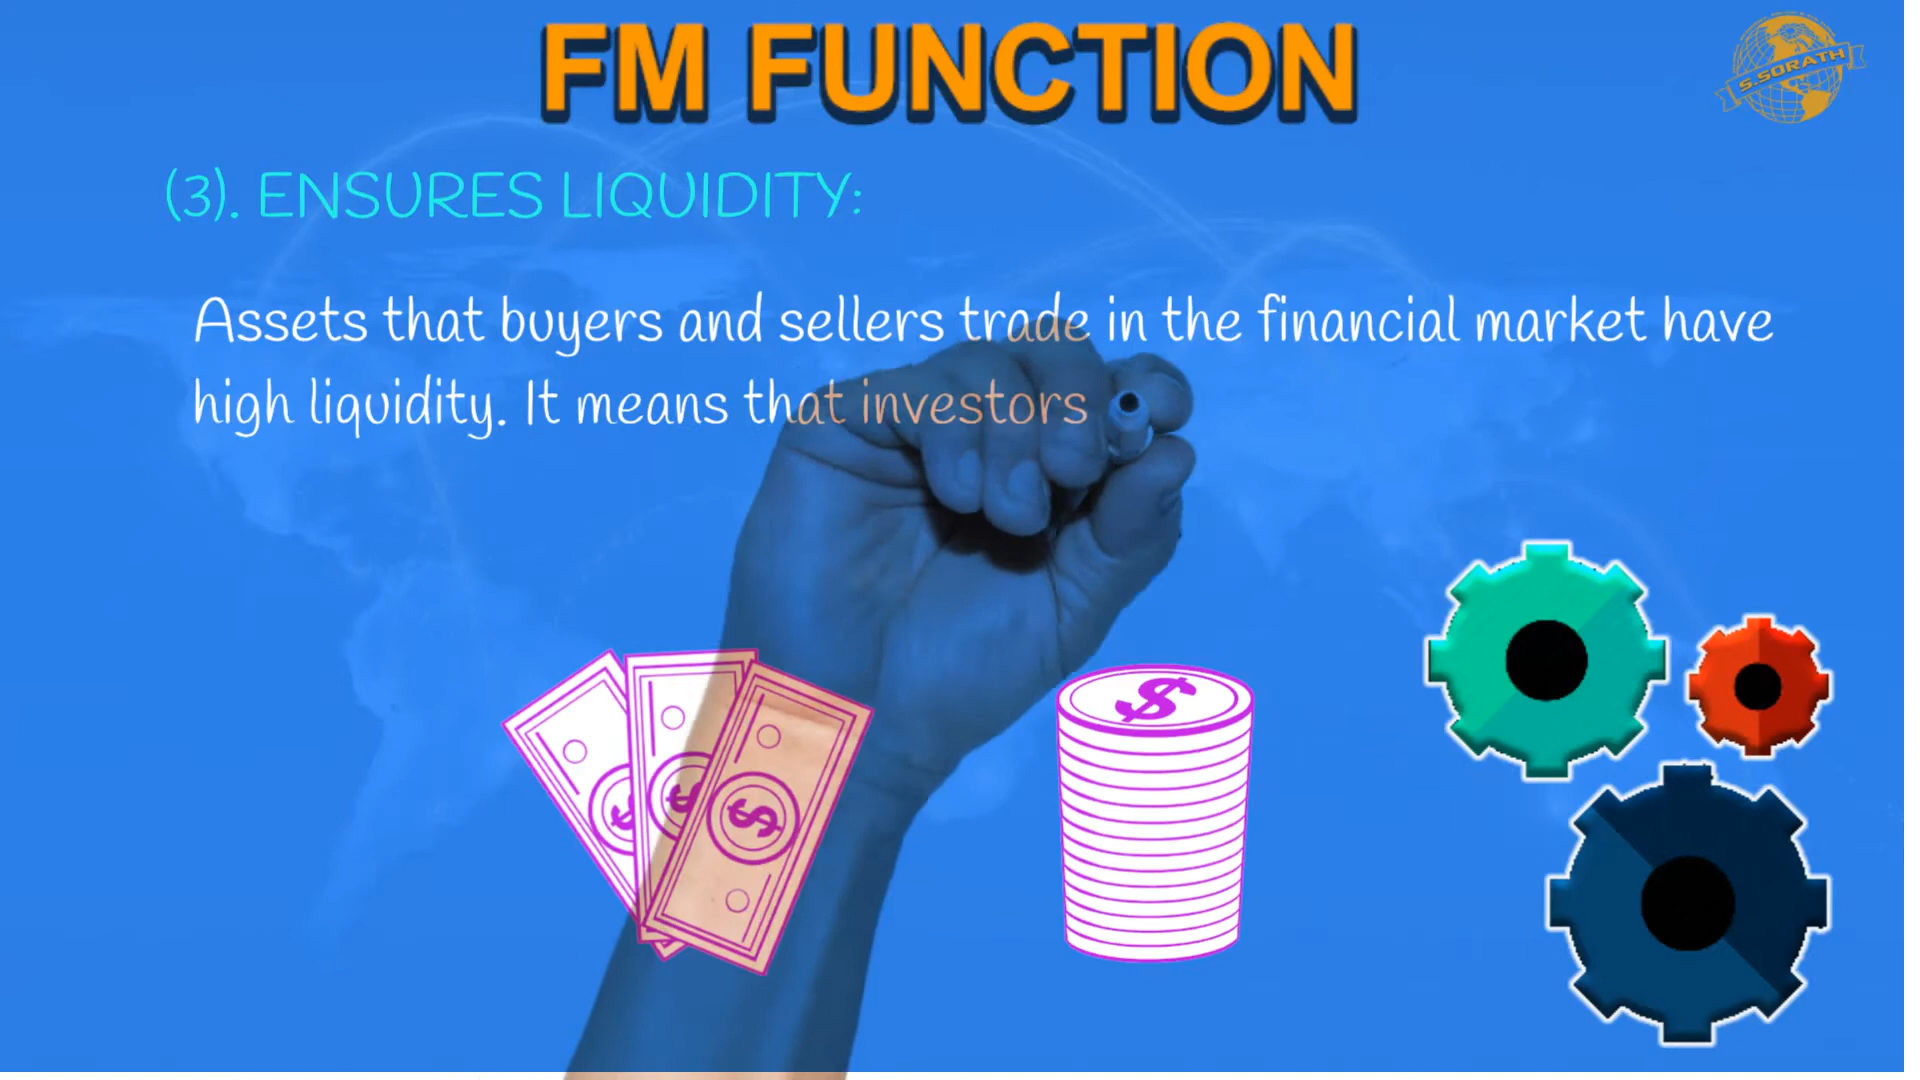 FM FUNCTION
S.SORATH
(3). ENSURES LIQUIDITY:
Assets that buyers and sellers trade in the financial market have
high liquidity. It means that investors
$
$ $ $